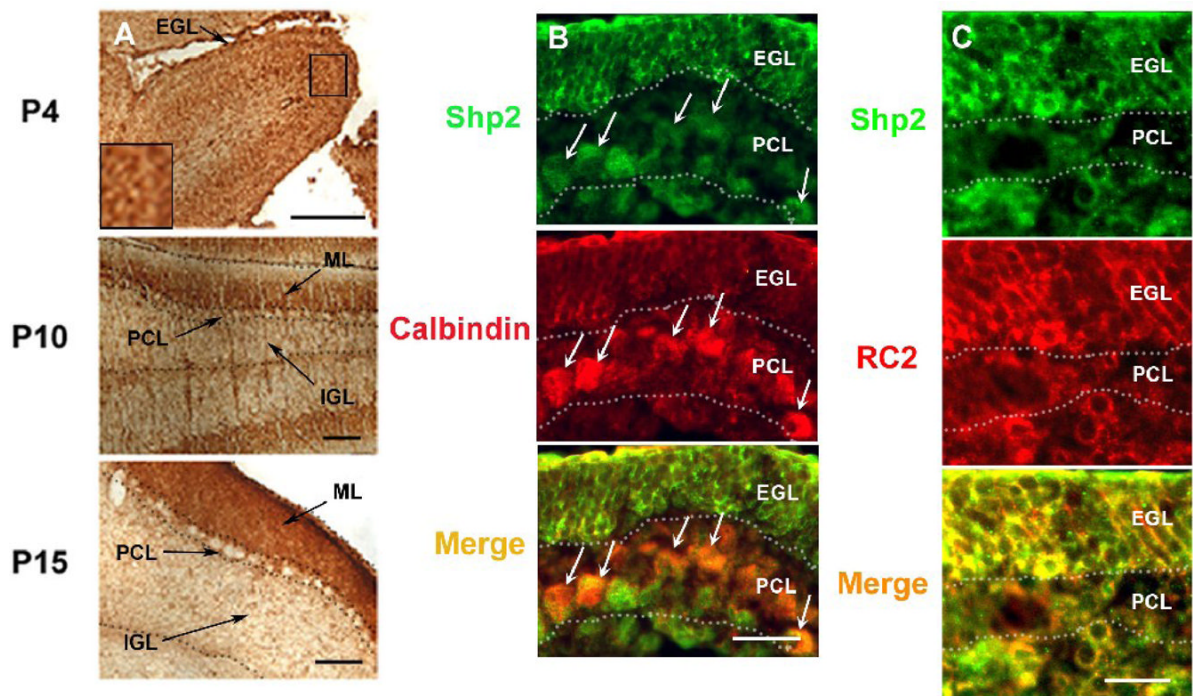 A
EGL
P4
ML
PCL
P10
IGL
ML
PCL
P15
IGL
B
EGL
Shp2
PCL
EGL
Calbindin
PCL
EGL
Merge
PCL
C
EGL
Shp2
PCL
EGL
RC2
PCL
EGL
Merge
PCL